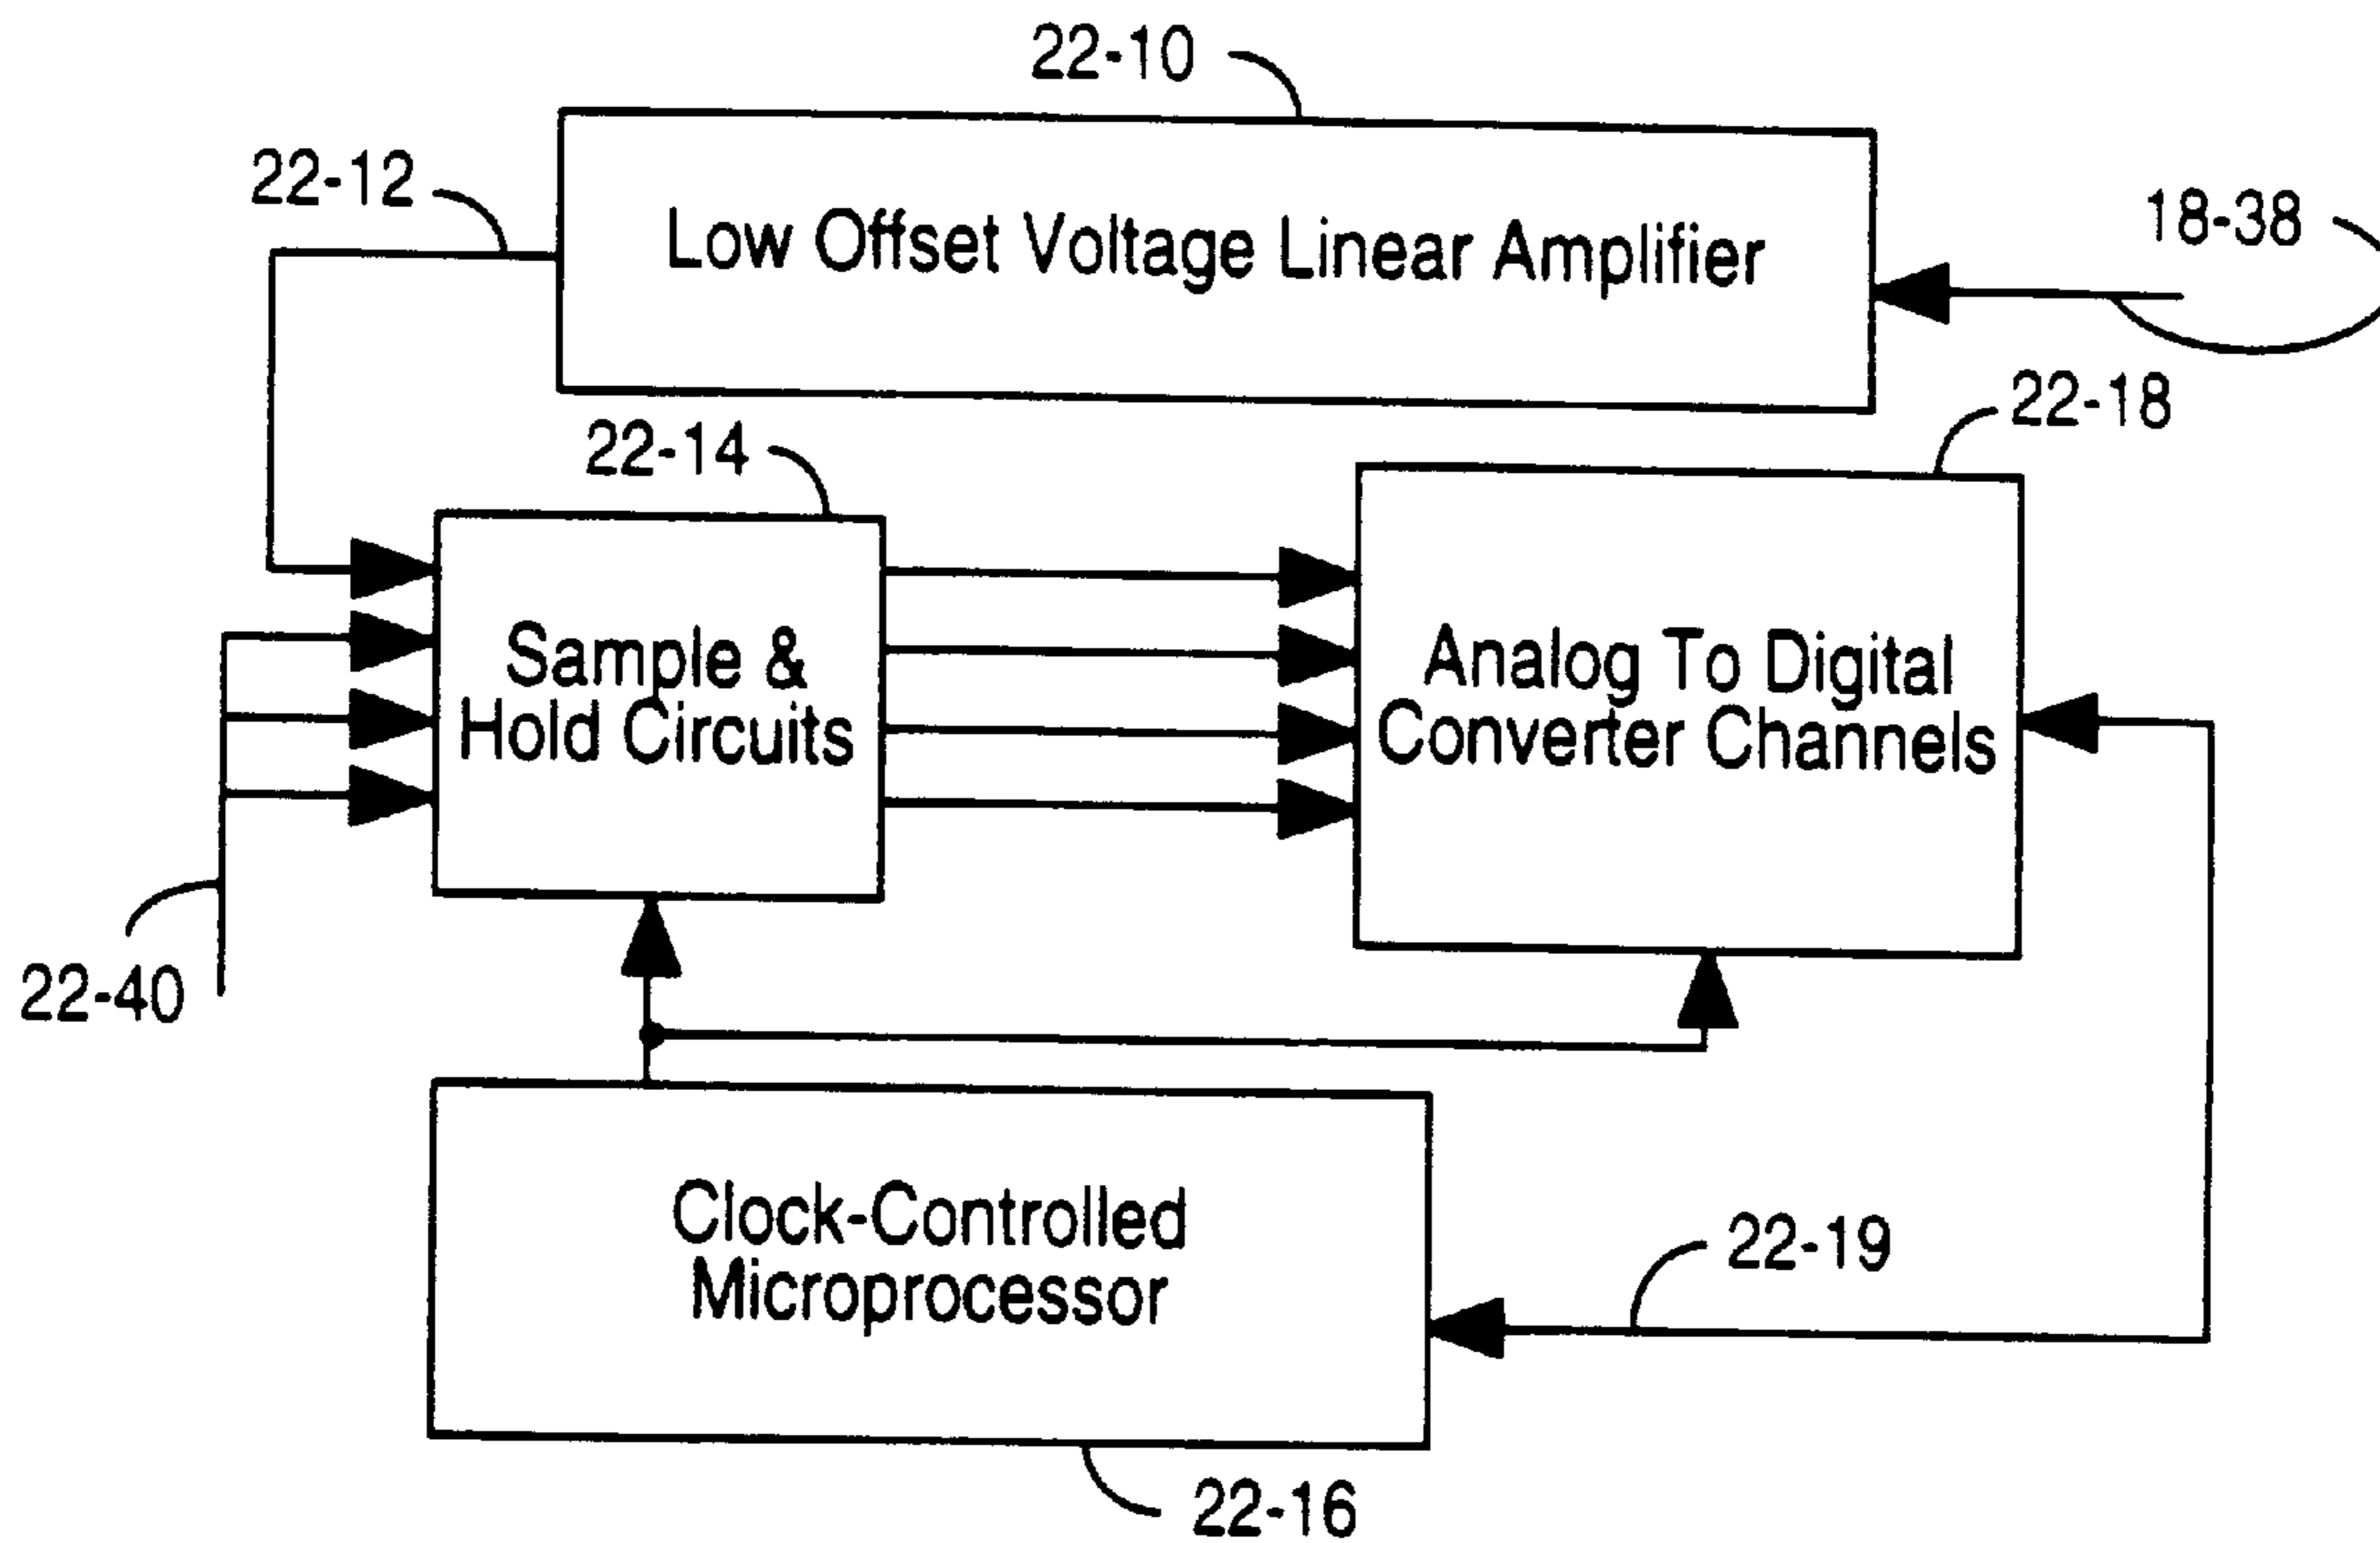 22-10
22-12
Low Offset Voltage Linear Amplifier
18-38
22-18
22-14
Sample &
Hold Circuits
Analog To Digital
Converter Channels
22-40
Clock-Controlled
Microprocessor
22-19
22-16